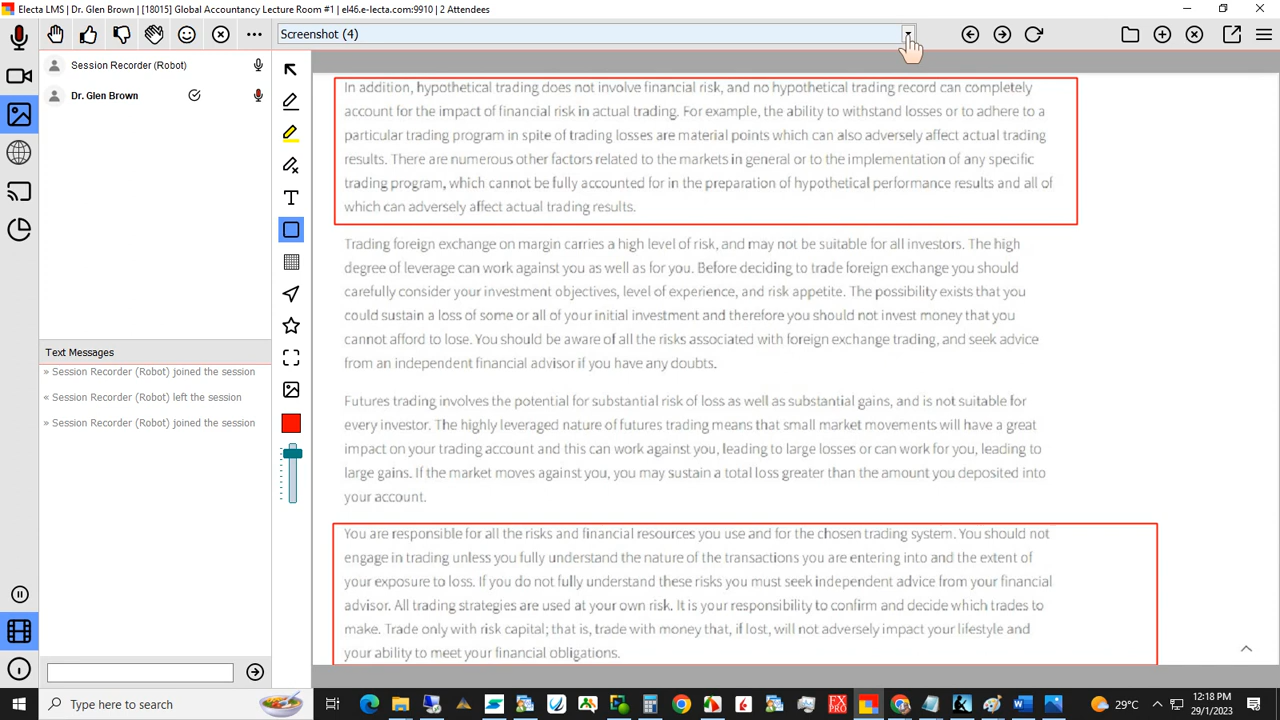 Electa LMS | Dr. Glen Brown | [18015] Global Accountancy Lecture Room #1 | el46.e-lecta.com:9910 | 2 Attendees
Screenshot (4)
Session Recorder (Robot)
Dr. Glen Brown
Text Messages
» Session Recorder (Robot) joined the session
« Session Recorder (Robot) left the session
» Session Recorder (Robot) joined the session
In addition, hypothetical trading does not involve financial risk, and no hypothetical trading record can completely
account for the impact of financial risk in actual trading. For example, the ability to withstand losses or to adhere to a
particular trading program in spite of trading losses are material points which can also adversely affect actual trading
results. There are numerous other factors related to the markets in general or to the implementation of any specific
trading program, which cannot be fully accounted for in the preparation of hypothetical performance results and all of
which can adversely affect actual trading results.
Trading foreign exchange on margin carries a high level of risk, and may not be suitable for all investors. The high
degree of leverage can work against you as well as for you. Before deciding to trade foreign exchange you should
carefully consider your investment objectives, level of experience, and risk appetite. The possibility exists that you
could sustain a loss of some or all of your initial investment and therefore you should not invest money that you
cannot afford to lose. You should be aware of all the risks associated with foreign exchange trading, and seek advice
from an independent financial advisor if you have any doubts.
Futures trading involves the potential for substantial risk of loss as well as substantial gains, and is not suitable for
every investor. The highly leveraged nature of futures trading means that small market movements will have a great
impact on your trading account and this can work against you, leading to large losses or can work for you, leading to
large gains. If the market moves against you, you may sustain a total loss greater than the amount you deposited into
your account.
You are responsible for all the risks and financial resources you use and for the chosen trading system. You should not
engage in trading unless you fully understand the nature of the transactions you are entering into and the extent of
your exposure to loss. If you do not fully understand these risks you must seek independent advice from your financial
advisor. All trading strategies are used at your own risk. It is your responsibility to confirm and decide which trades to
make. Trade only with risk capital; that is, trade with money that, if lost, will not adversely impact your lifestyle and
your ability to meet your financial obligations.
Type here to search
FX
PRO
29°C
12:18 PM
29/1/2023